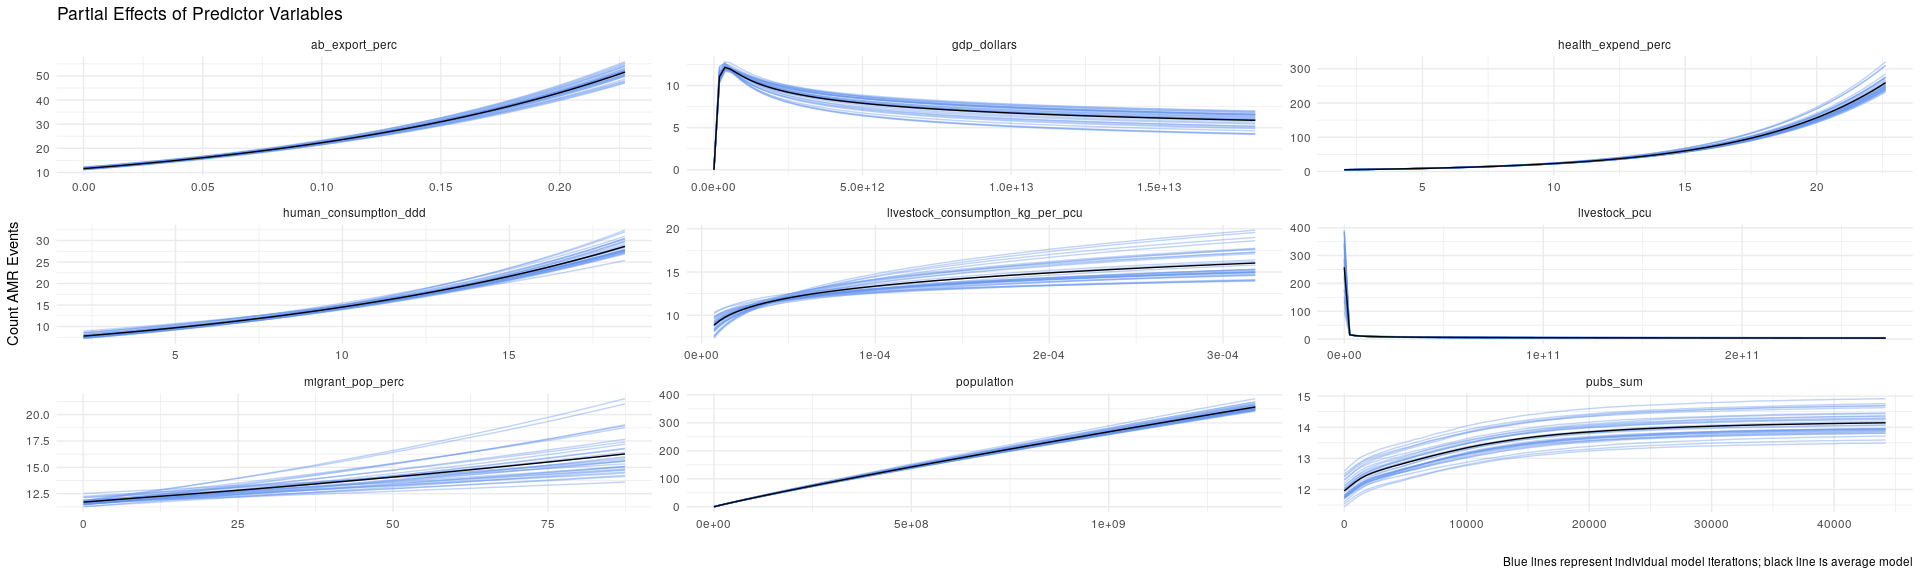 Partial Effects of Predictor Variables
ab_export_perc
gdp_dollars
health_expend_perc
50
40
30
20
10
0.00 0.05 0.10 0.15 0.20
10
5
0
0.0e+00 5.0e+12 1.0e+13 1.5e+13
300
200
100
0
5 10 15 20
human_consumption_ddd
livestock_consumption_kg_per_pcu
livestock_pcu
Count AMR Events
30
25
20
15
10
5 10 15
20
15
10
0e+00 1e-04 2e-04 3e-04
400
300
200
100
0
0e+00 1e+11 2e+11
migrant_pop_perc
population
pubs_sum
20.0
17.5
15.0
12.5
0 25 50 75
400
300
200
100
0
0e+00 5e+08 1e+09
15
14
13
12
0 10000 20000 30000 40000
Blue lines represent individual model iterations; black line is average model